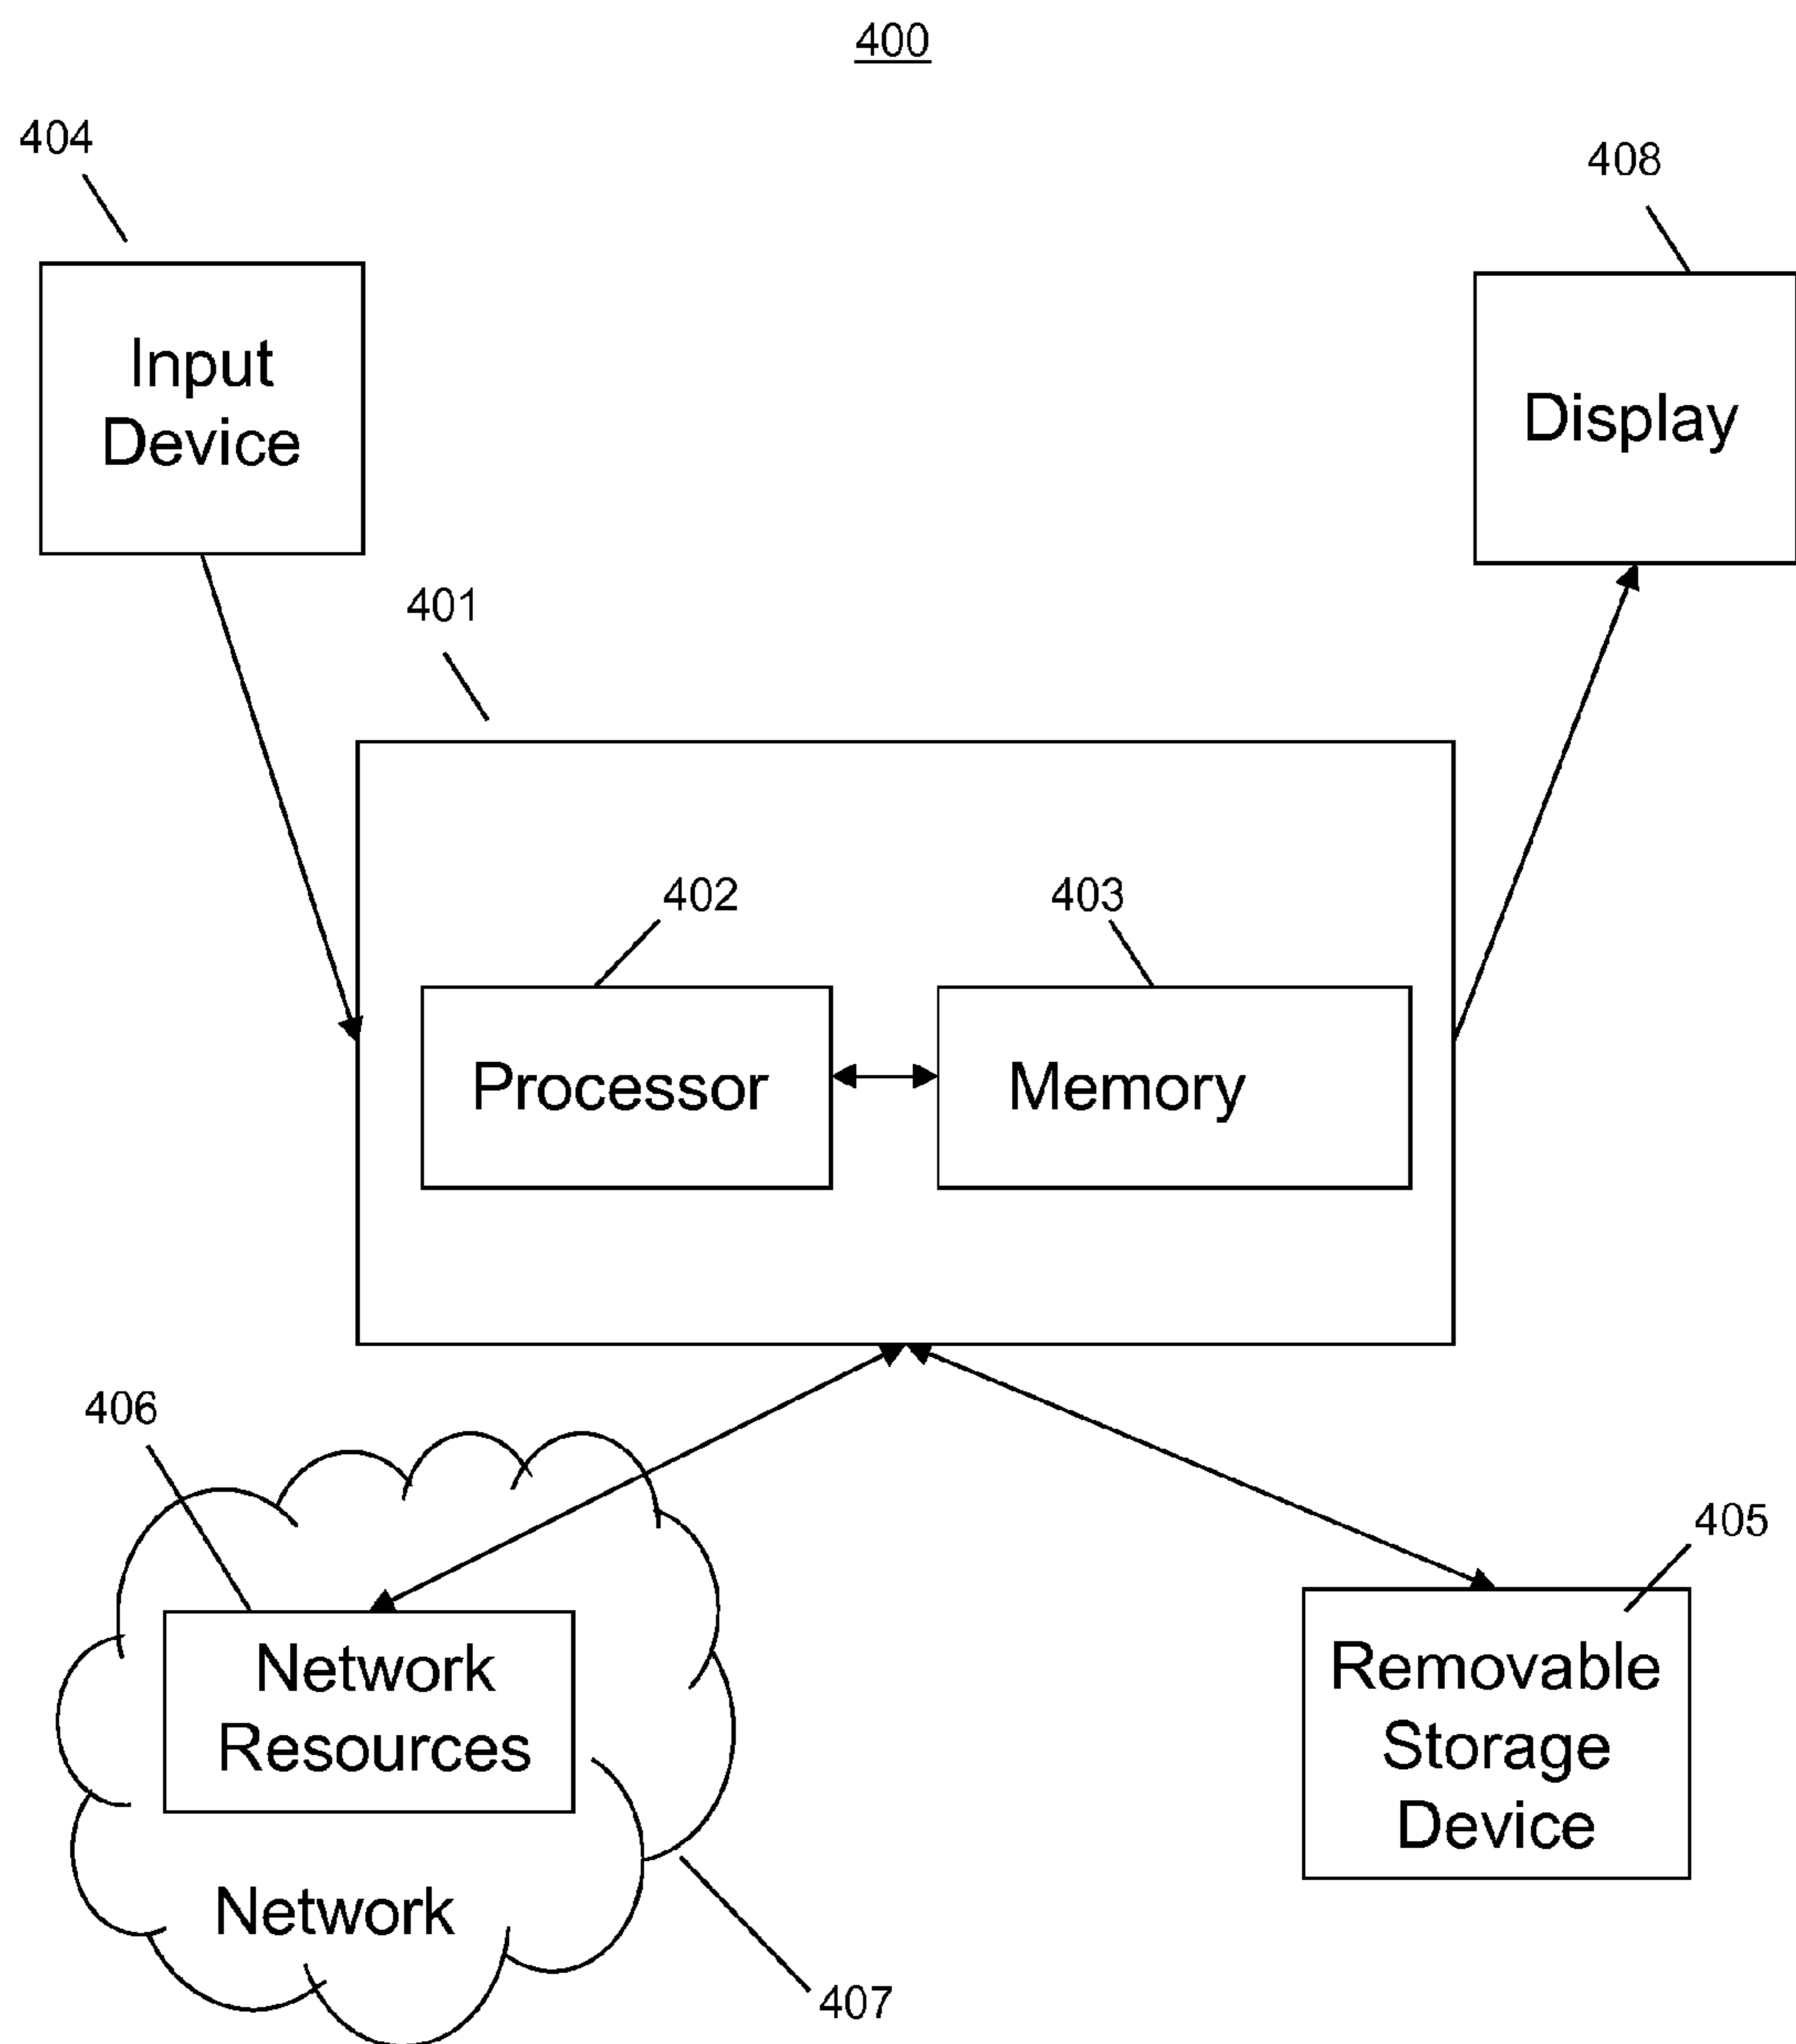 400
404
408
Input
Device
Display
401
402
403
Processor
Memory
406
405
Network
Resources
Removable
Storage
Device
Network
407